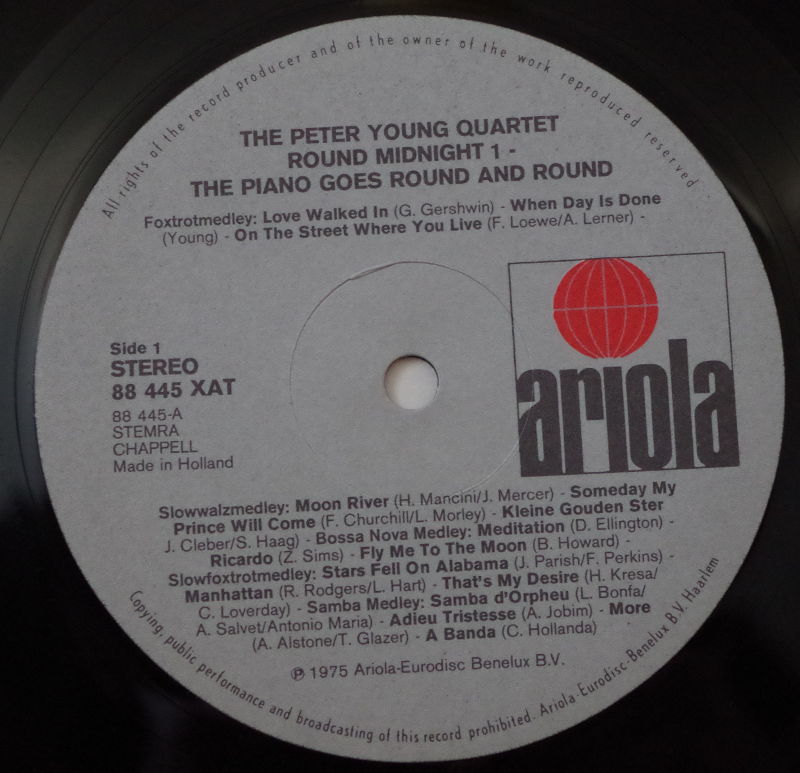 All rights of the record producer and of the owner of the work reproduced reserved
THE PETER YOUNG QUARTET
ROUND MIDNIGHT 1 -
THE PIANO GOES ROUND AND ROUND
Foxtrotmedley: Love Walked In (G. Gershwin) - When Day Is Done
(Young) - On The Street Where You Live (F. Loewe/A. Lerner) -
Side 1
STEREO
88 445 XAT
88 445-A
STEMRA
CHAPPELL
Made in Holland
ariola
Slowwalzmedley: Moon River (H. Mancini/J. Mercer) - Someday My
Prince Will Come (F. Churchill/L. Morley) - Kleine Gouden Ster
J. Cleber/S. Haag) - Bossa Nova Medley: Meditation (D. Ellington) -
Ricardo (Z. Sims) - Fly Me To The Moon (B. Howard) -
Slowfoxtrotmedley: Stars Fell On Alabama (J. Parish/F. Perkins) -
Manhattan (R. Rodgers/L. Hart) - That's My Desire (H. Kresa/
C. Loverday) - Samba Medley: Samba d'Orpheu (L. Bonfa/
A. Salvet/Antonio Maria) - Adieu Tristesse (A. Jobim) - More
(A. Alstone/T. Glazer) - A Banda (C. Hollanda)
℗ 1975 Ariola-Eurodisc Benelux B.V.
Copying, public performance and broadcasting of this record prohibited. Ariola-Eurodisc-Benelux B.V. Haarlem